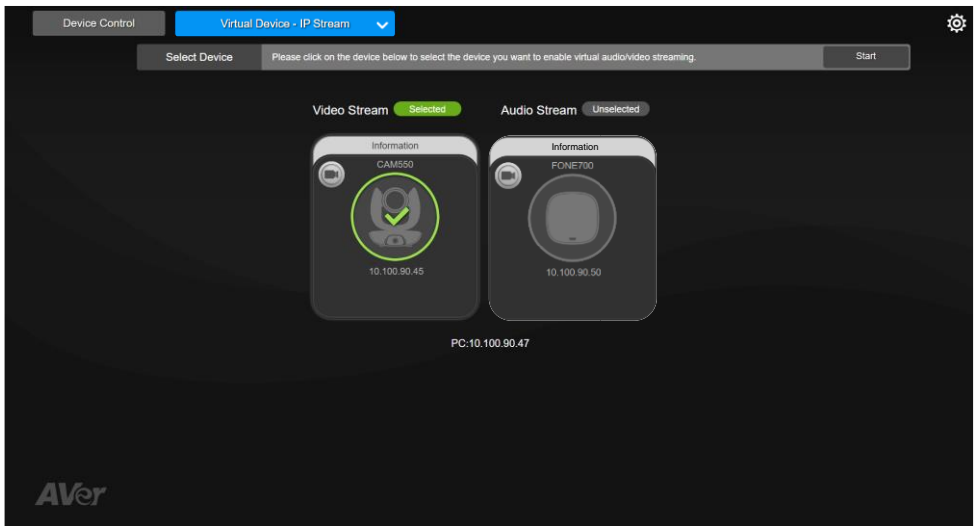 Device Control
Virtual Device - IP Stream
Select Device
Please click on the device below to select the device you want to enable virtual audio/video streaming.
Start
Video Stream Selected
Audio Stream Unselected
Information
Information
CAM550
FONE700
10.100.90.45
10.100.90.50
PC:10.100.90.47
AVer